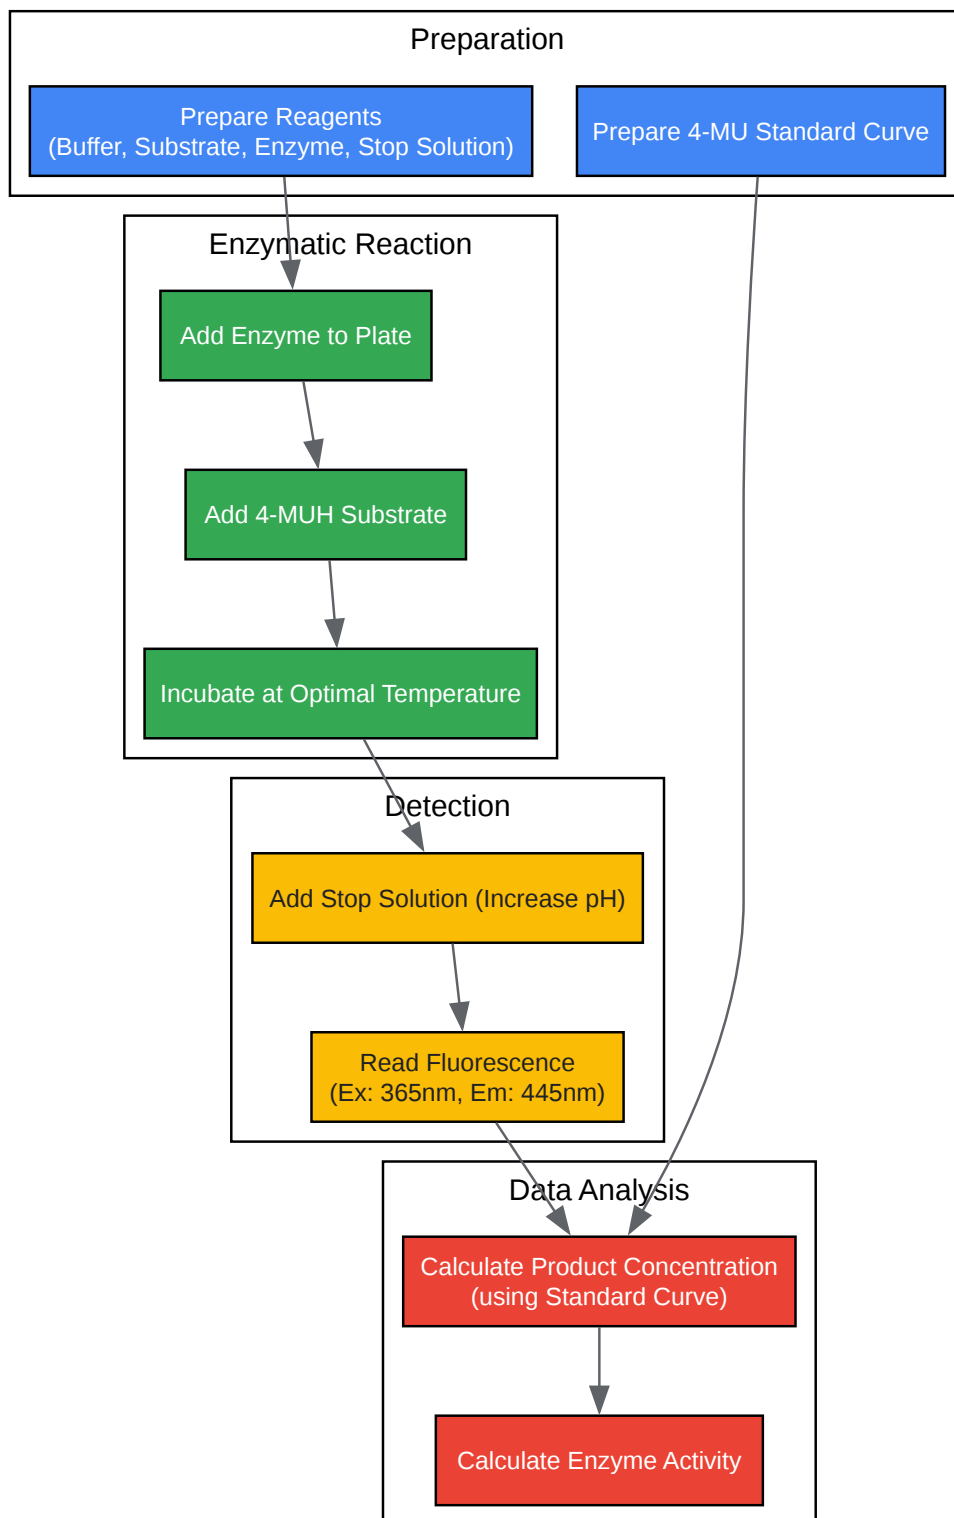 Preparation
Prepare Reagents
(Buffer, Substrate, Enzyme, Stop Solution)
Prepare 4-MU Standard Curve
Enzymatic Reaction
Add Enzyme to Plate
Add 4-MUH Substrate
Incubate at Optimal Temperature
Detection
Add Stop Solution (Increase pH)
Read Fluorescence
(Ex: 365nm, Em: 445nm)
Data Analysis
Calculate Product Concentration
(using Standard Curve)
Calculate Enzyme Activity